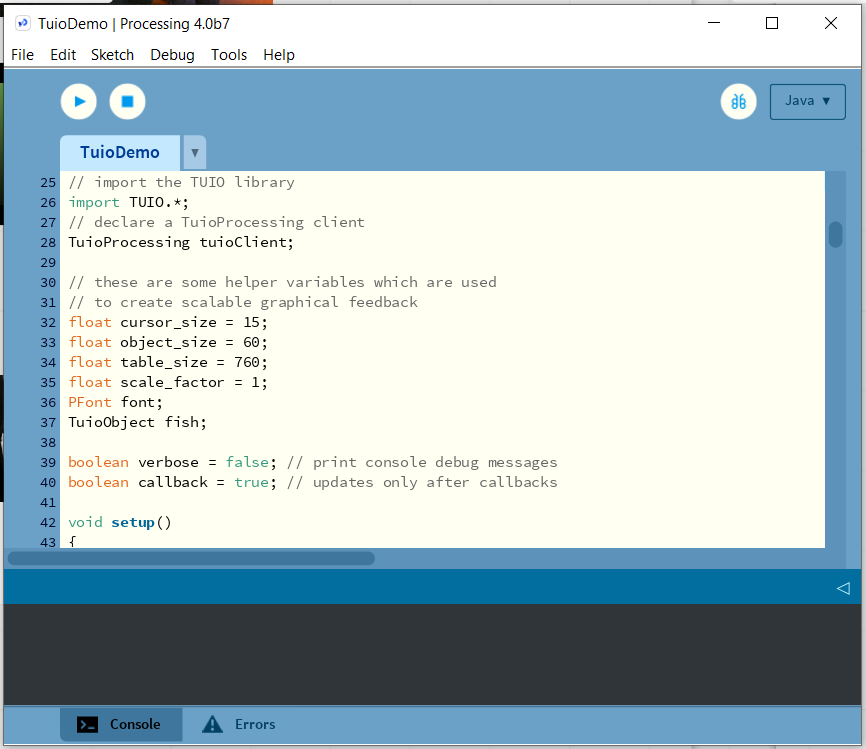 TuioDemo | Processing 4.0b7
File Edit Sketch Debug Tools Help
Java ▼
TuioDemo ▼
25 // import the TUIO library
26 import TUIO.*;
27 // declare a TuioProcessing client
28 TuioProcessing tuioClient;
29
30 // these are some helper variables which are used
31 // to create scalable graphical feedback
32 float cursor_size = 15;
33 float object_size = 60;
34 float table_size = 760;
35 float scale_factor = 1;
36 PFont font;
37 TuioObject fish;
38
39 boolean verbose = false; // print console debug messages
40 boolean callback = true; // updates only after callbacks
41
42 void setup()
43 {
Console Errors